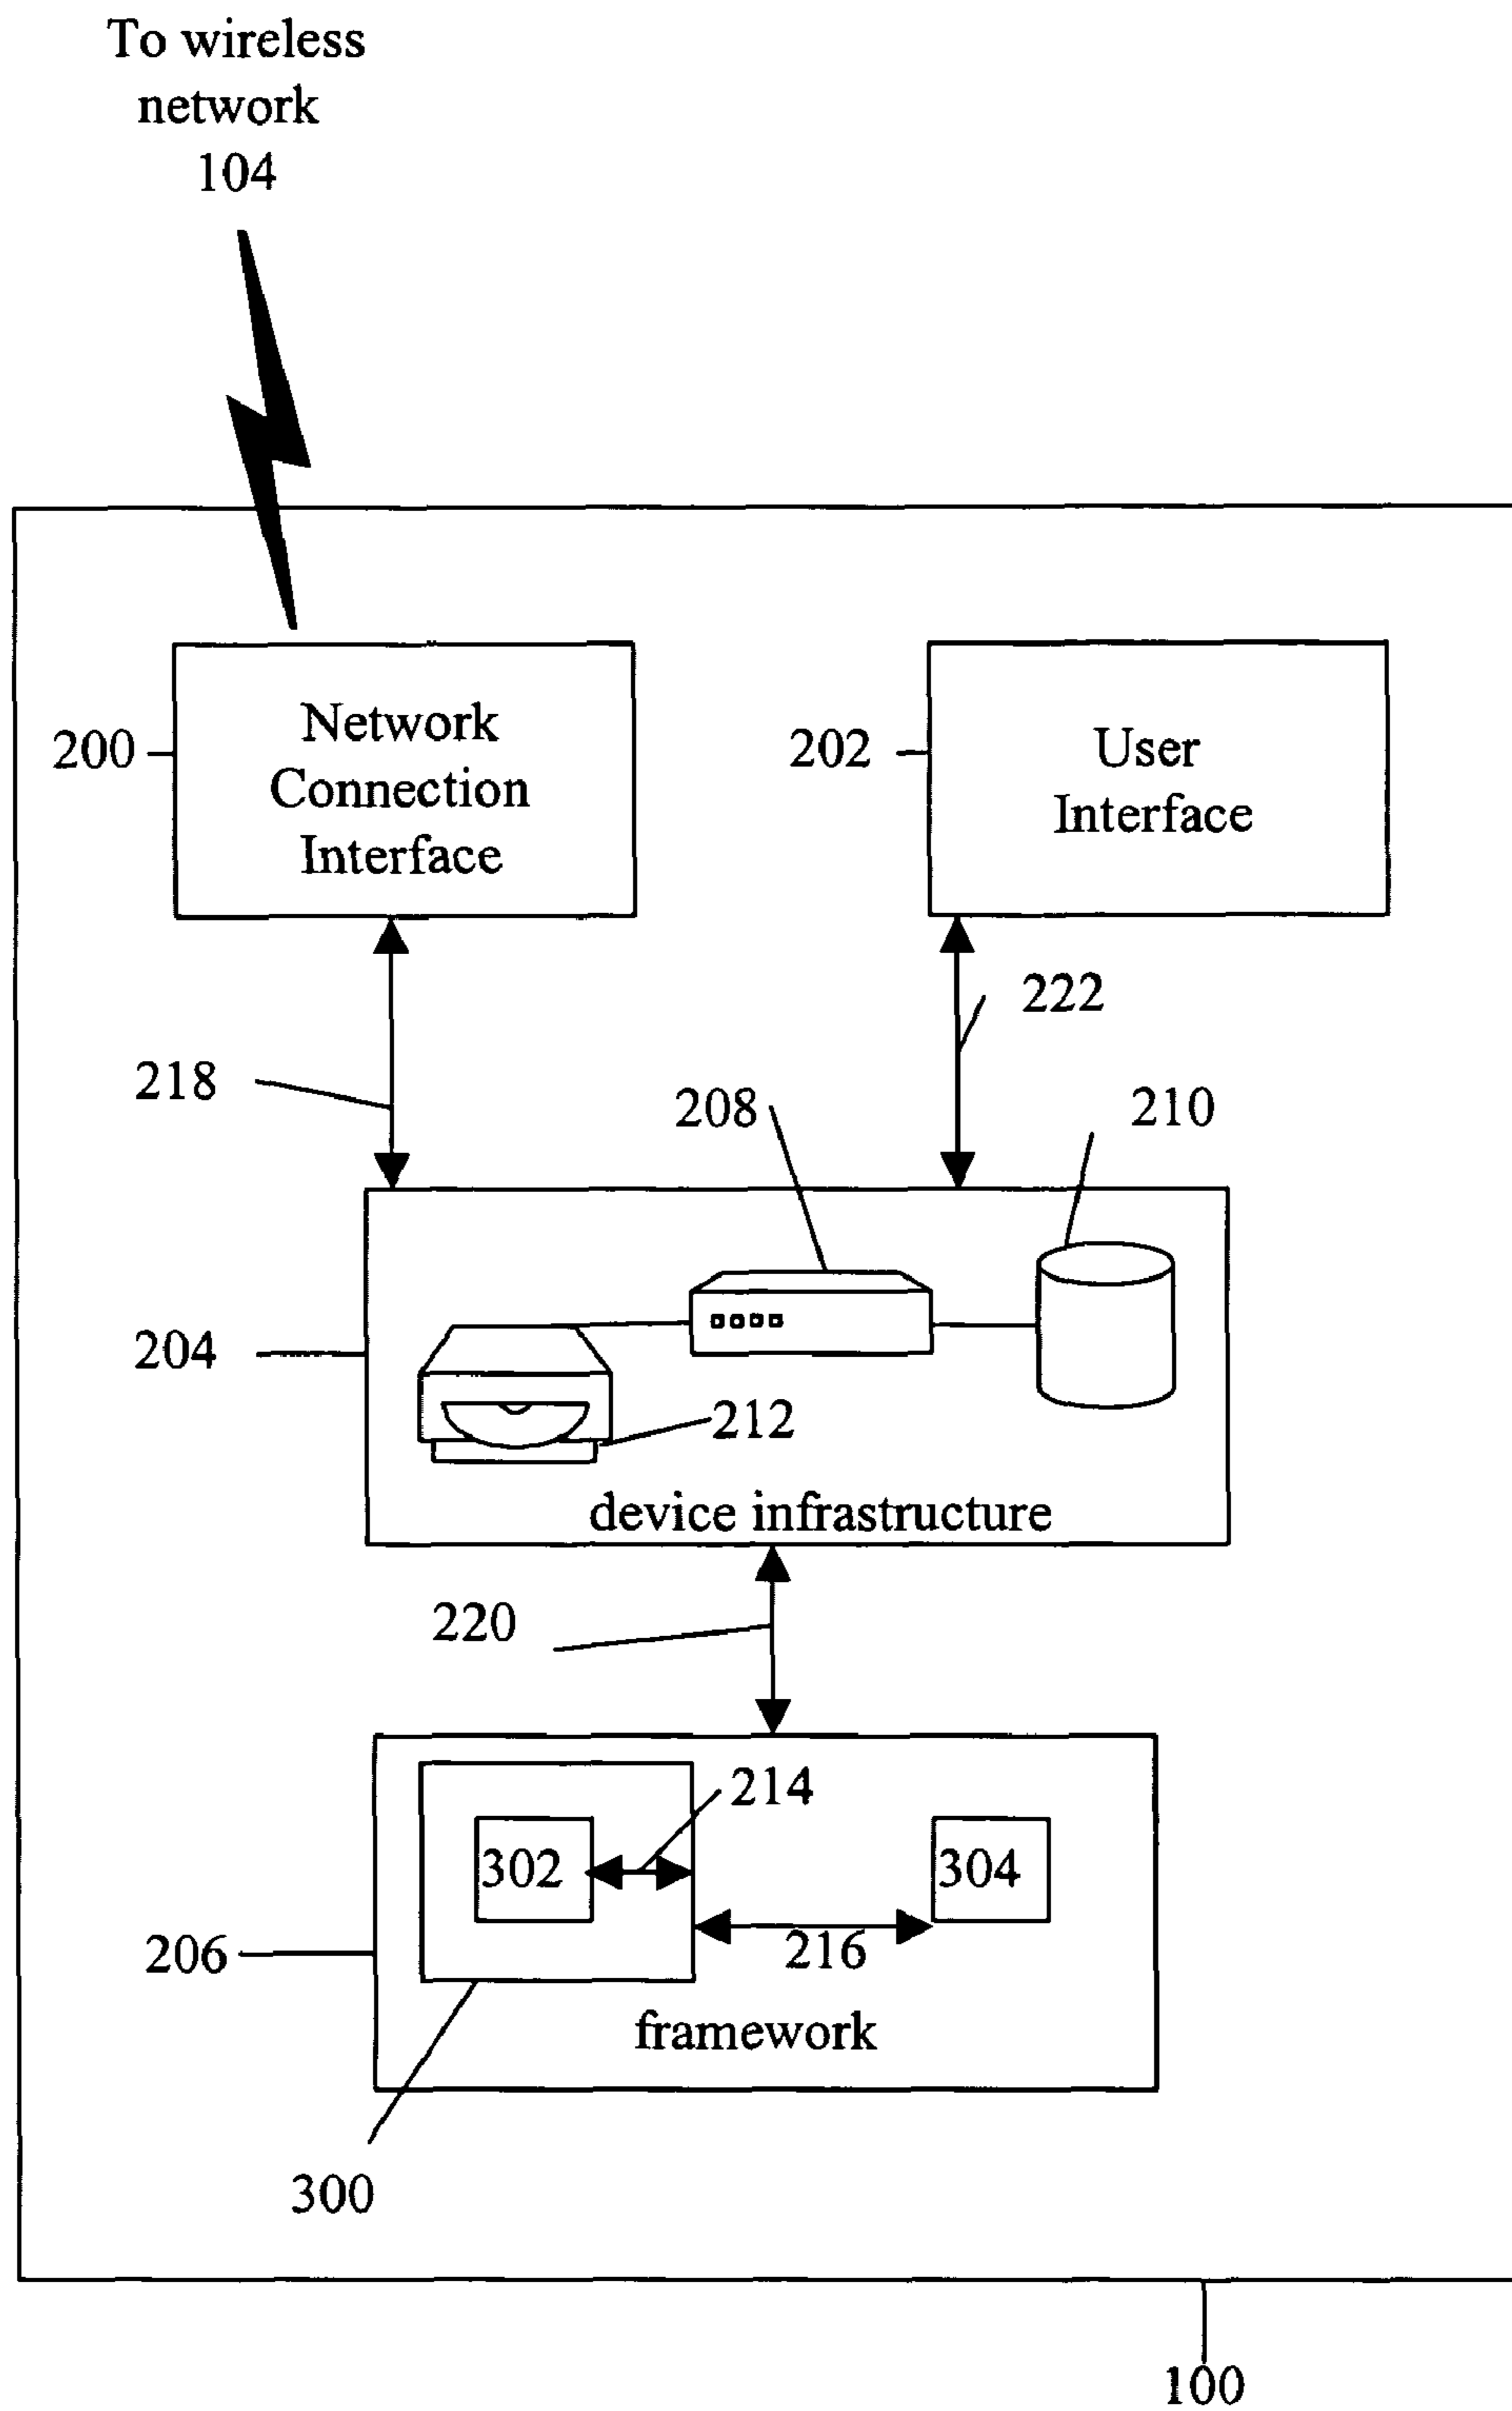 To wireless
network
104
200
Network
Connection
Interface
202
User
Interface
222
218
208
210
204
212
device infrastructure
220
214
302
304
216
206
framework
300
100